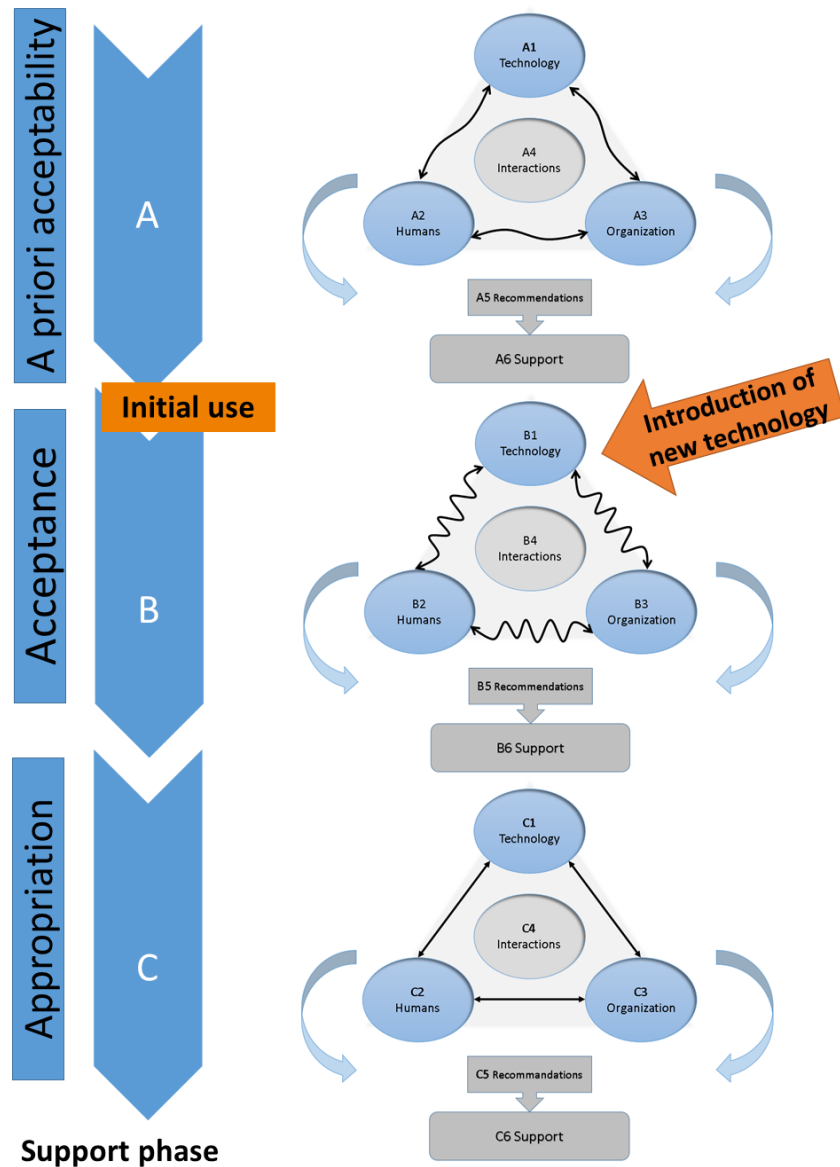 A priori acceptability
A
A1
Technology
A4
Interactions
A2
Humans
A3
Organization
A5 Recommendations
A6 Support
Initial use
Introduction of
new technology
Acceptance
B
B1
Technology
B4
Interactions
B2
Humans
B3
Organization
B5 Recommendations
B6 Support
Appropriation
C
C1
Technology
C4
Interactions
C2
Humans
C3
Organization
C5 Recommandations
C6 Support
Support phase